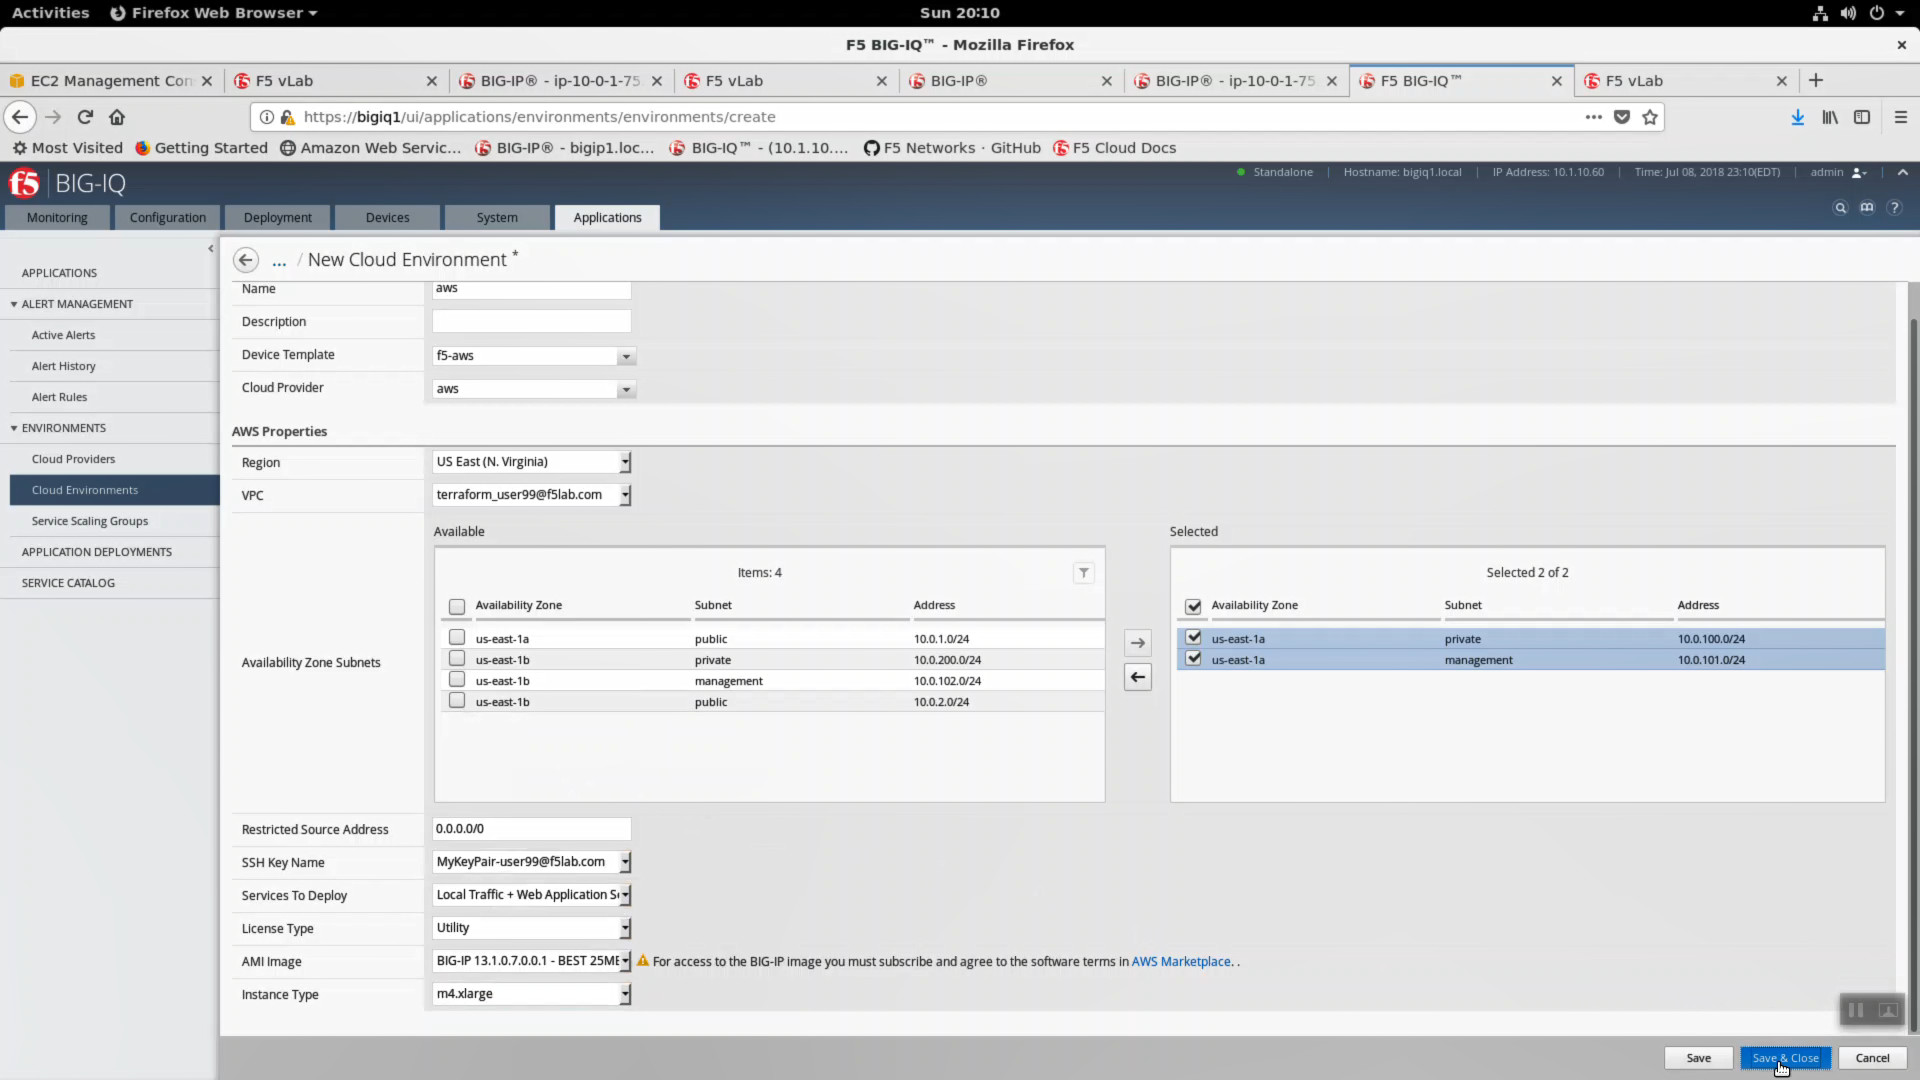 Activities Firefox Web Browser Sun 20:10
F5 BIG-IQ™ - Mozilla Firefox
EC2 Management Con F5 vLab BIG-IP® - ip-10-0-1-75 F5 vLab BIG-IP® BIG-IP® - ip-10-0-1-75 F5 BIG-IQ™ F5 vLab
https://bigiq1/ui/applications/environments/environments/create
Most Visited Getting Started Amazon Web Servic... BIG-IP® - bigip1.loc... BIG-IQ™ - (10.1.10.... F5 Networks · GitHub F5 Cloud Docs
f5 BIG-IQ Standalone Hostname: bigiq1.local IP Address: 10.1.10.60 Time: Jul 08, 2018 23:10(EDT) admin
Monitoring Configuration Deployment Devices System Applications
... / New Cloud Environment *
APPLICATIONS
ALERT MANAGEMENT
Active Alerts
Alert History
Alert Rules
ENVIRONMENTS
Cloud Providers
Cloud Environments
Service Scaling Groups
APPLICATION DEPLOYMENTS
SERVICE CATALOG
Name aws
Description
Device Template f5-aws
Cloud Provider aws
AWS Properties
Region US East (N. Virginia)
VPC terraform_user99@f5lab.com
Availability Zone Subnets
Available
Items: 4
Availability Zone Subnet Address
us-east-1a public 10.0.1.0/24
us-east-1b private 10.0.200.0/24
us-east-1b management 10.0.102.0/24
us-east-1b public 10.0.2.0/24
Selected
Selected 2 of 2
Availability Zone Subnet Address
us-east-1a private 10.0.100.0/24
us-east-1a management 10.0.101.0/24
Restricted Source Address 0.0.0.0/0
SSH Key Name MyKeyPair-user99@f5lab.com
Services To Deploy Local Traffic + Web Application S
License Type Utility
AMI Image BIG-IP 13.1.0.7.0.0.1 - BEST 25MB For access to the BIG-IP image you must subscribe and agree to the software terms in AWS Marketplace. .
Instance Type m4.xlarge
Save Save & Close Cancel